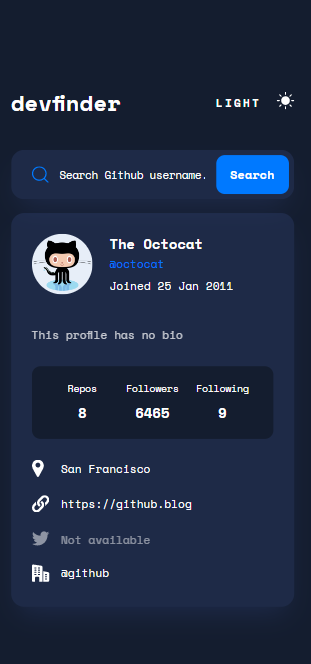 devfinder
LIGHT
Search Github username.
Search
The Octocat
@octocat
Joined 25 Jan 2011
This profile has no bio
Repos Followers Following
8 6465 9
San Francisco
https://github.blog
Not available
@github